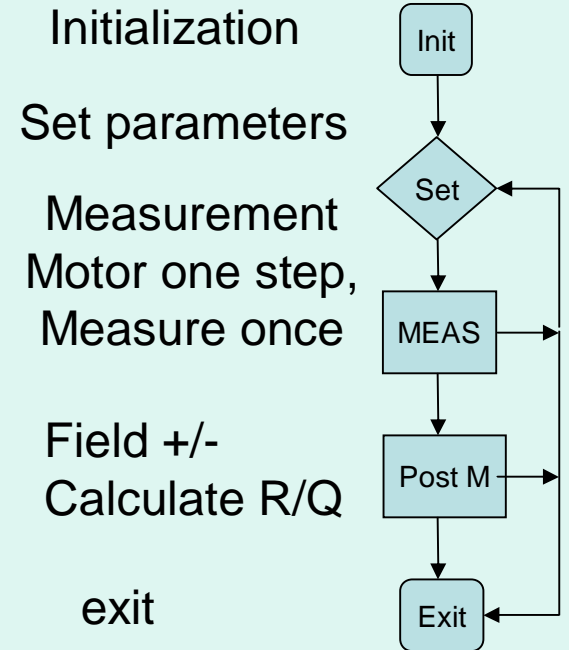 Initialization
Init
Set parameters
Set
Measurement
Motor one step,
Measure once
MEAS
Field +/-
Calculate R/Q
Post M
exit
Exit